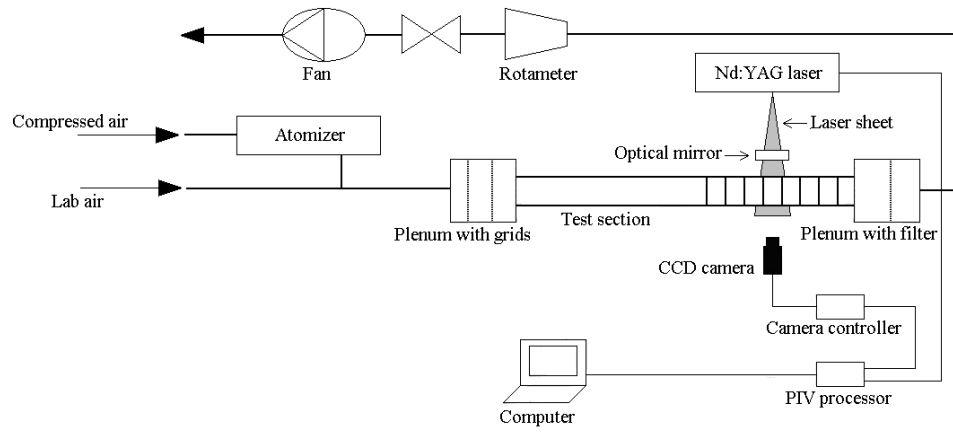 Fan
Rotameter
Nd:YAG laser
Compressed air
Atomizer
Laser sheet
Optical mirror
Lab air
Plenum with grids
Test section
Plenum with filter
CCD camera
Camera controller
Computer
PIV processor